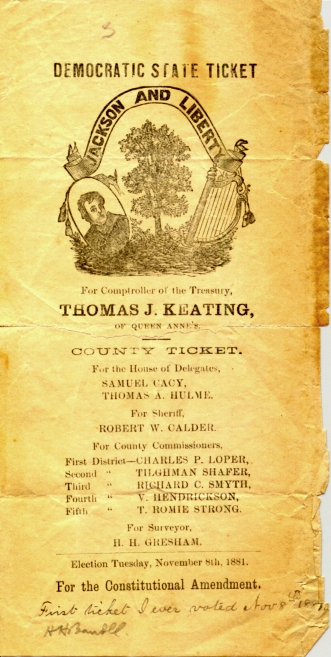 DEMOCRATIC STATE TICKET
JACKSON AND LIBERTY
For Comptroller of the Treasury,
THOMAS J. KEATING,
OF QUEEN ANNE'S.
COUNTY TICKET.
For the House of Delegates,
SAMUEL CACY,
THOMAS A. HULME.
For Sheriff,
ROBERT W. CALDER.
For County Commissioners.
First District—CHARLES P. LOPER,
Second " TILGHMAN SHAFER,
Third " RICHARD C. SMYTH,
Fourth " V. HENDRICKSON,
Fifth " T. ROMIE STRONG.
For Surveyor,
H. H. GRESHAM.
Election Tuesday, November 8th, 1881.
For the Constitutional Amendment.
First ticket I ever voted Nov 8th